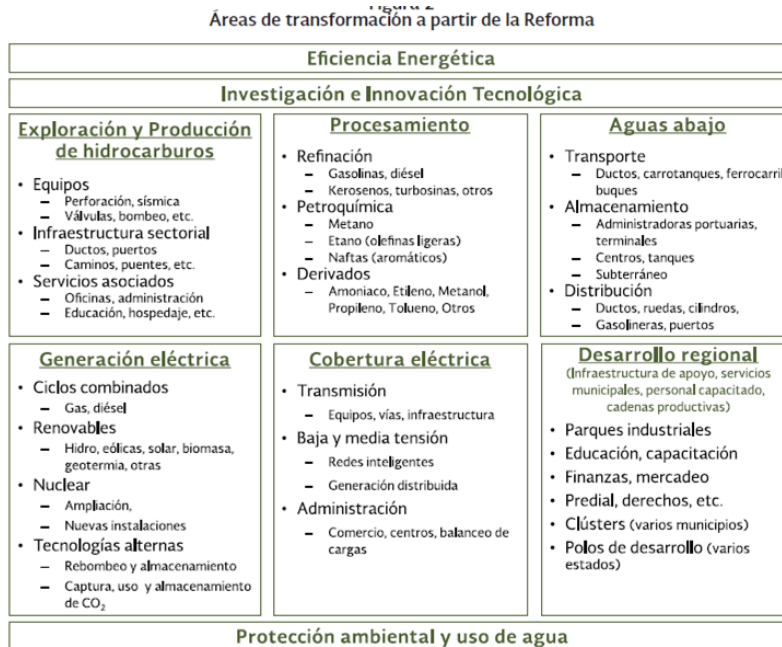 Figura 2
Áreas de transformación a partir de la Reforma
Eficiencia Energética
Investigación e Innovación Tecnológica
Exploración y Producción
de hidrocarburos
• Equipos
– Perforación, sísmica
– Válvulas, bombeo, etc.
• Infraestructura sectorial
– Ductos, puertos
– Caminos, puentes, etc.
• Servicios asociados
– Oficinas, administración
– Educación, hospedaje, etc.
Procesamiento
• Refinación
– Gasolinas, diésel
– Kerosenos, turbosinas, otros
• Petroquímica
– Metano
– Etano (olefinas ligeras)
– Naftas (aromáticos)
• Derivados
– Amoniaco, Etileno, Metanol,
Propileno, Tolueno, Otros
Aguas abajo
• Transporte
– Ductos, carrotanques, ferrocarril
buques
• Almacenamiento
– Administradoras portuarias,
terminales
– Centros, tanques
– Subterráneo
• Distribución
– Ductos, ruedas, cilindros,
– Gasolineras, puertos
Generación eléctrica
• Ciclos combinados
– Gas, diésel
• Renovables
– Hidro, eólicas, solar, biomasa,
geotermia, otras
• Nuclear
– Ampliación,
– Nuevas instalaciones
• Tecnologías alternas
– Rebombeo y almacenamiento
– Captura, uso y almacenamiento
de CO₂
Cobertura eléctrica
• Transmisión
– Equipos, vías, infraestructura
• Baja y media tensión
– Redes inteligentes
– Generación distribuida
• Administración
– Comercio, centros, balanceo de
cargas
Desarrollo regional
(Infraestructura de apoyo, servicios
municipales, personal capacitado,
cadenas productivas)
• Parques industriales
• Educación, capacitación
• Finanzas, mercadeo
• Predial, derechos, etc.
• Clústers (varios municipios)
• Polos de desarrollo (varios
estados)
Protección ambiental y uso de agua